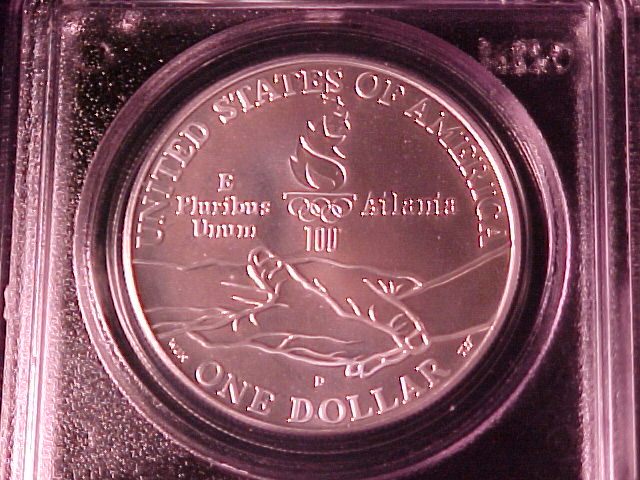 UNITED STATES OF AMERICA
E
Pluribus
Unum
Atlanta
100
D
ONE DOLLAR